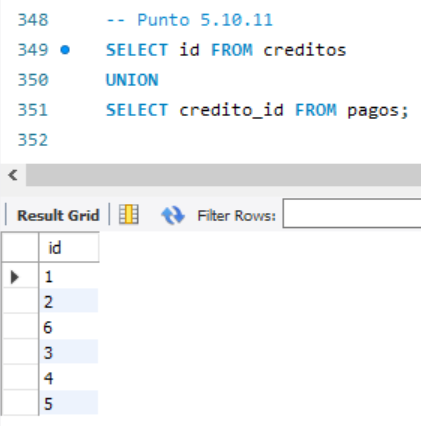 348 -- Punto 5.10.11
349 SELECT id FROM creditos
350 UNION
351 SELECT credito_id FROM pagos;
352
Result Grid Filter Rows:
id
1
2
6
3
4
5